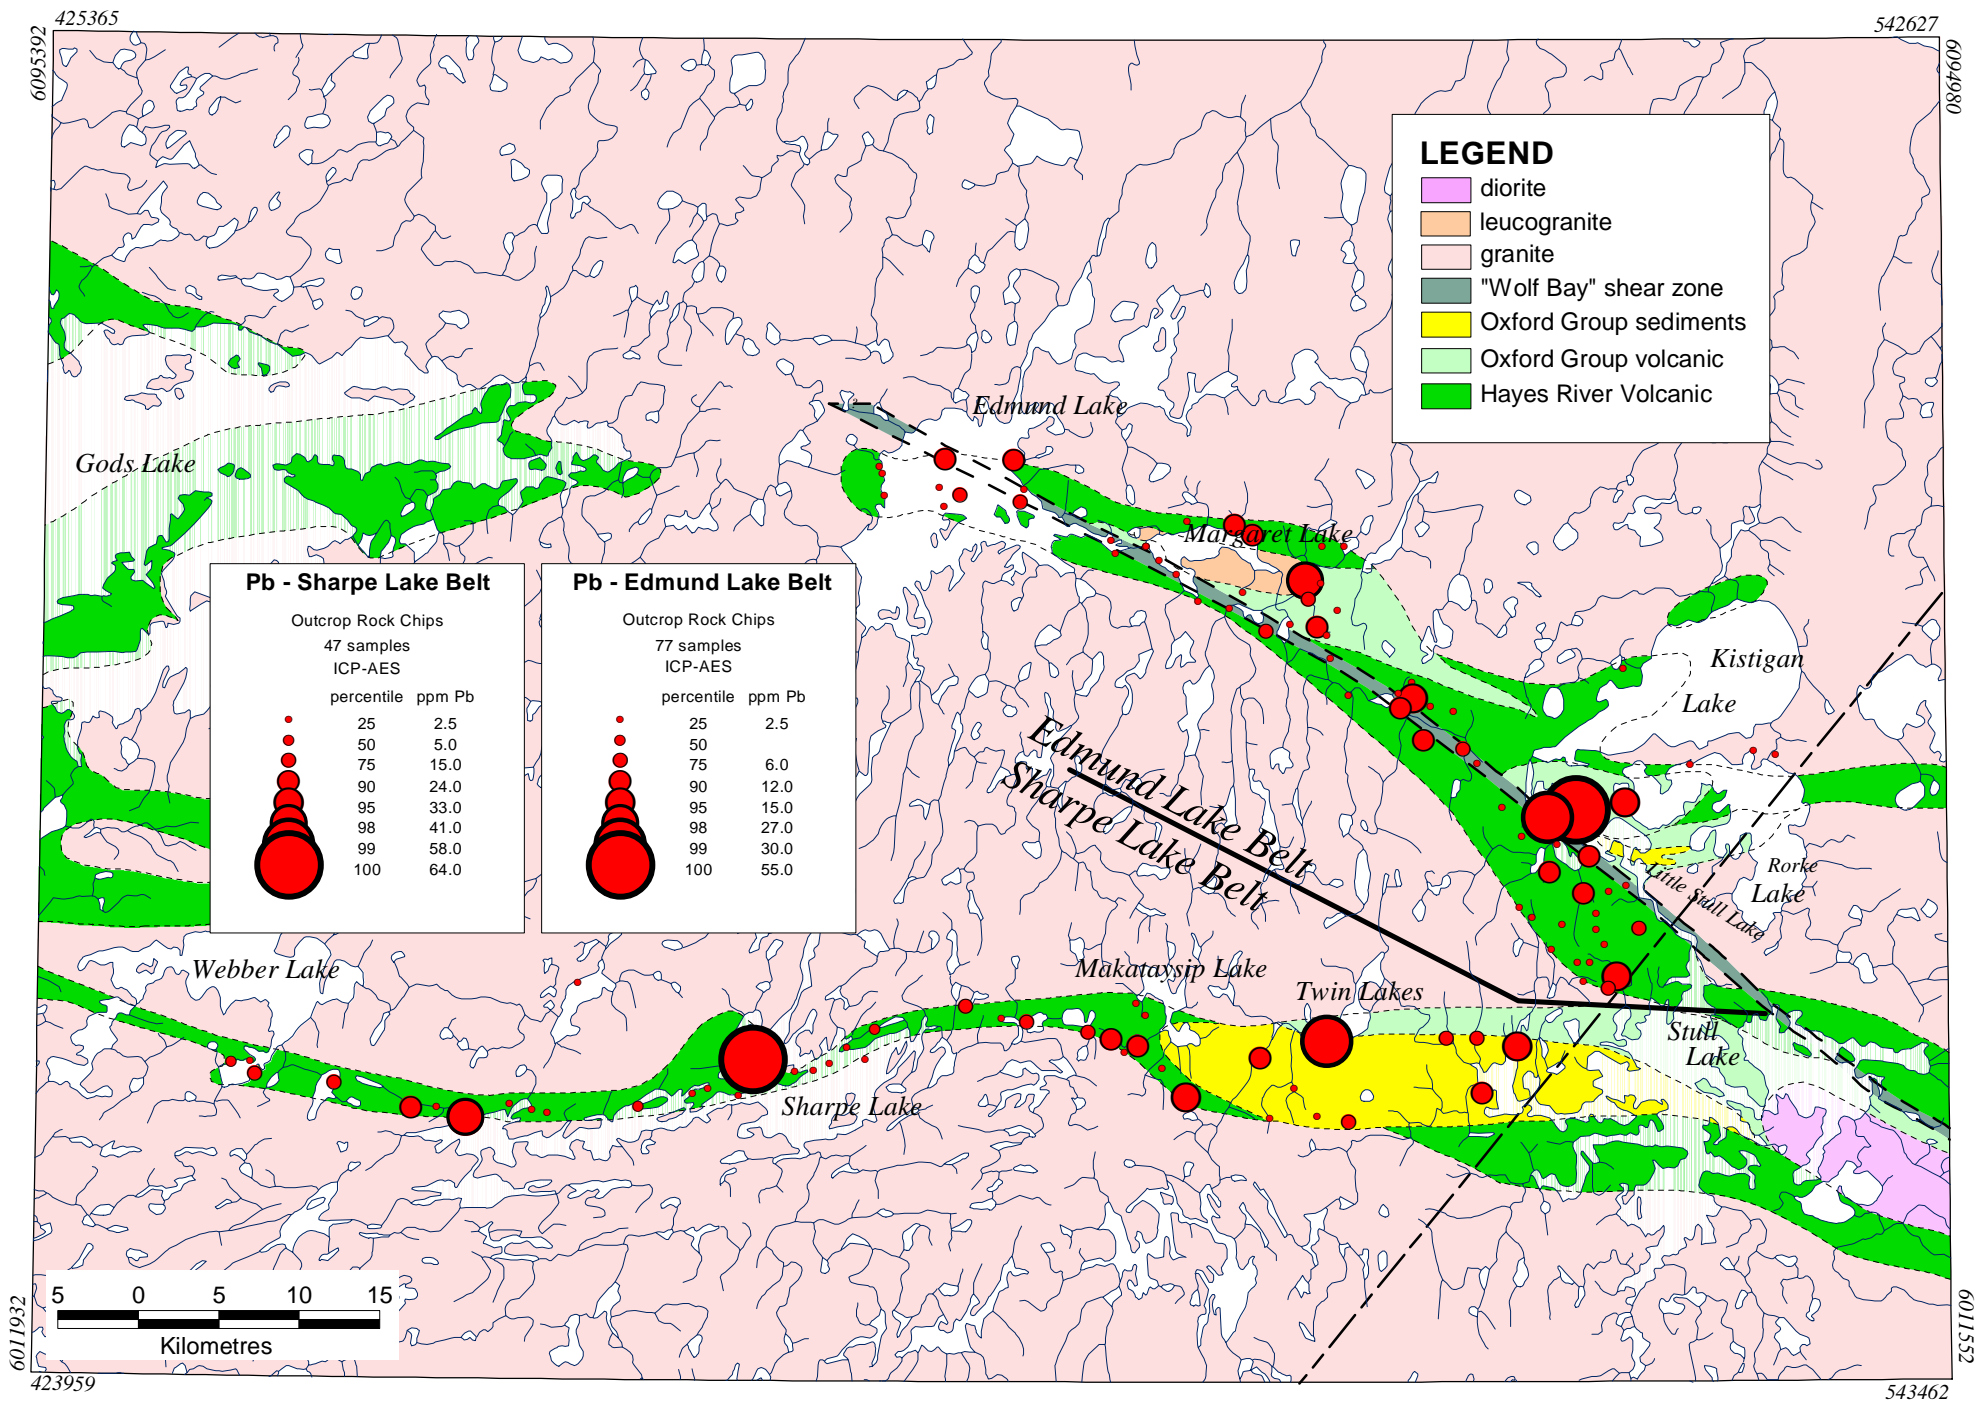 425365
542627
6095392
6094980
LEGEND
diorite
leucogranite
granite
"Wolf Bay" shear zone
Oxford Group sediments
Oxford Group volcanic
Hayes River Volcanic
Edmund Lake
Gods Lake
Margaret Lake
Pb - Sharpe Lake Belt
Outcrop Rock Chips
47 samples
ICP-AES
percentile ppm Pb
25 2.5
50 5.0
75 15.0
90 24.0
95 33.0
98 41.0
99 58.0
100 64.0
Pb - Edmund Lake Belt
Outcrop Rock Chips
77 samples
ICP-AES
percentile ppm Pb
25 2.5
50
75 6.0
90 12.0
95 15.0
98 27.0
99 30.0
100 55.0
Kistigan
Lake
Edmund Lake Belt
Sharpe Lake Belt
Rorke
Lake
Little Stull Lake
Webber Lake
Makataysip Lake
Twin Lakes
Stull
Lake
Sharpe Lake
5 0 5 10 15
Kilometres
6011932
6011552
423959
543462